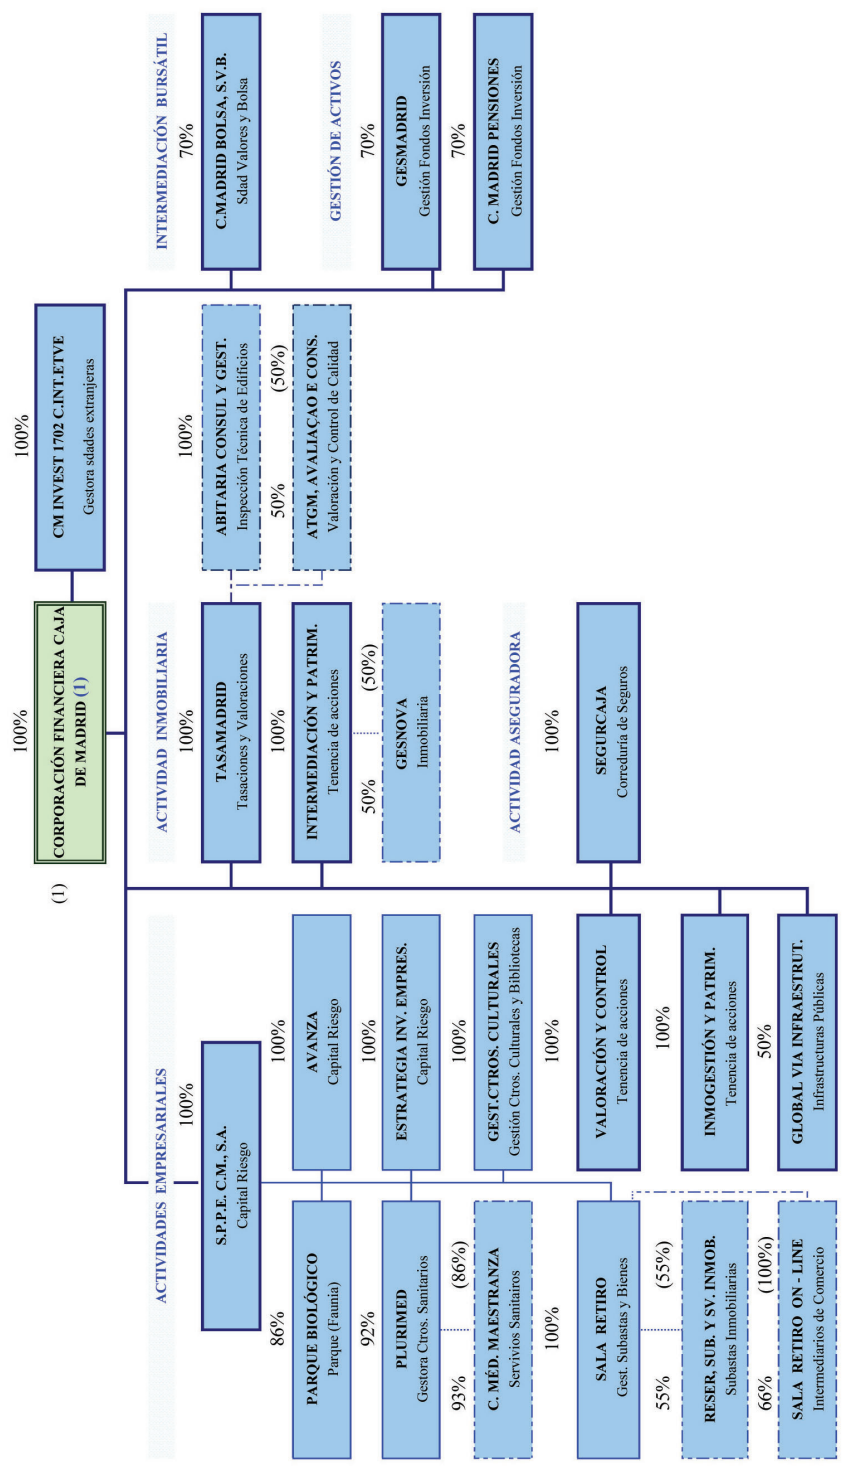 100%
CORPORACIÓN FINANCIERA CAJA
DE MADRID (1)
(1)
100%
CM INVEST 1702 C.INT.ETVE
Gestora sdades extranjeras
ACTIVIDADES EMPRESARIALES
100%
S.P.P.E. C.M., S.A.
Capital Riesgo
86%
PARQUE BIOLÓGICO
Parque (Faunia)
100%
AVANZA
Capital Riesgo
92%
PLURIMED
Gestora Ctros. Sanitarios
100%
ESTRATEGIA INV. EMPRES.
Capital Riesgo
93%
(86%)
C. MÉD. MAESTRANZA
Servivios Sanitairos
100%
GEST.CTROS. CULTURALES
Gestión Ctros. Culturales y Bibliotecas
100%
SALA RETIRO
Gest. Subastas y Bienes
100%
VALORACIÓN Y CONTROL
Tenencia de acciones
55%
(55%)
RESER, SUB. Y SV. INMOB.
Subastas Inmobiliarias
100%
INMOGESTIÓN Y PATRIM.
Tenencia de acciones
66%
(100%)
SALA RETIRO ON - LINE
Intermediarios de Comercio
50%
GLOBAL VIA INFRAESTRUT.
Infrastructuras Públicas
ACTIVIDAD INMOBILIARIA
100%
TASAMADRID
Tasaciones y Valoraciones
100%
INTERMEDIACIÓN Y PATRIM.
Tenencia de acciones
50%
(50%)
GESNOVA
Inmobiliaria
100%
ABITARIA CONSUL Y GEST.
Inspección Técnica de Edificios
50%
(50%)
ATGM, AVALIAÇAO E CONS.
Valoración y Control de Calidad
ACTIVIDAD ASEGURADORA
100%
SEGURCAJA
Correduría de Seguros
INTERMEDIACIÓN BURSÁTIL
70%
C.MADRID BOLSA, S.V.B.
Sdad Valores y Bolsa
GESTIÓN DE ACTIVOS
70%
GESMADRID
Gestión Fondos Inversión
70%
C. MADRID PENSIONES
Gestión Fondos Inversión